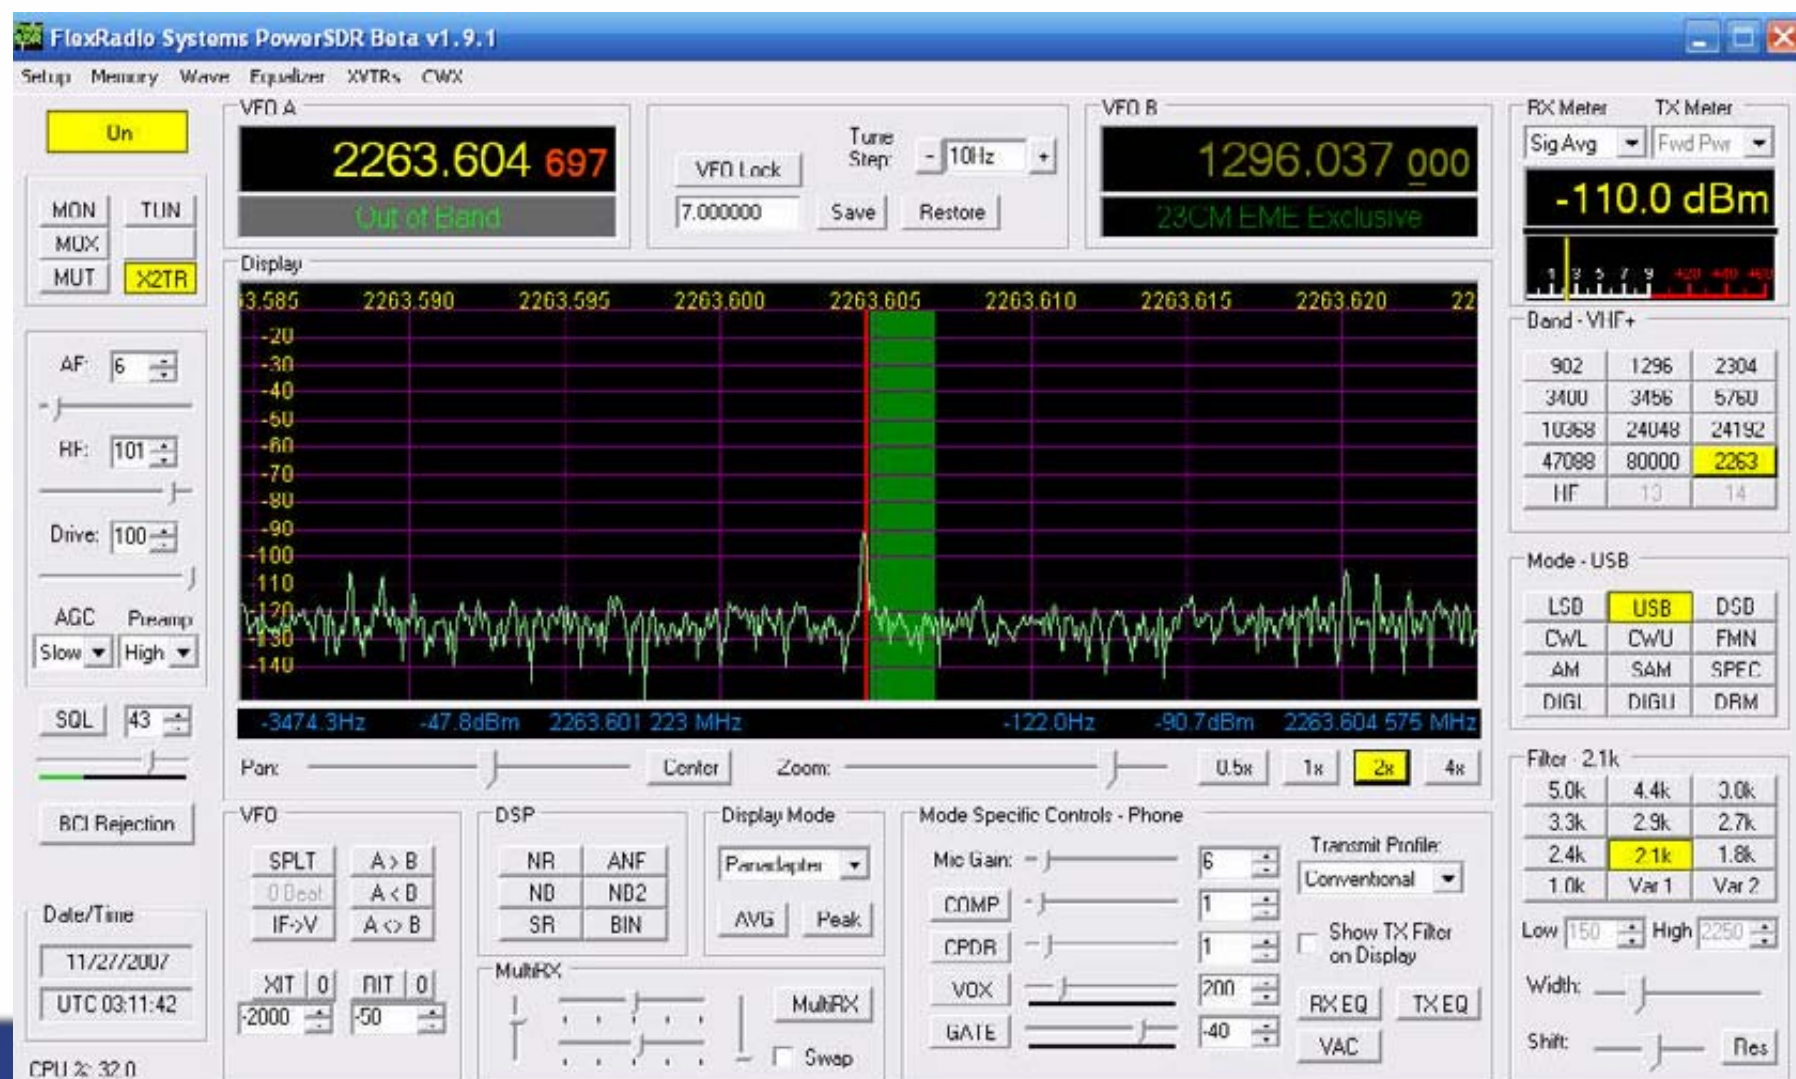 FlexRadio Systems PowerSDR Beta v1.9.1
Setup Memory Wave Equalizer XVTRs CWX
On
MON TUN
MUX
MUT X2TR
AF: 6
RF: 101
Drive: 100
AGC Preamp
Slow High
SQL 43
BCI Rejection
Date/Time
11/27/2007
UTC 03:11:42
CPU %: 32.0
VFO A
2263.604 697
Out of Band
VFO Lock
Tune Step: - 10Hz +
7.000000 Save Restore
VFO B
1296.037 000
23CM EME Exclusive
Display
63.585 2263.590 2263.595 2263.600 2263.605 2263.610 2263.615 2263.620 22
-20
-30
-40
-50
-60
-70
-80
-90
-100
-110
-120
-130
-140
-3474.3Hz -47.8dBm 2263.601 223 MHz -122.0Hz -90.7dBm 2263.604 575 MHz
Pan: Center Zoom: 0.5x 1x 2x 4x
VFO
SPLT A > B
0 Beat A < B
IF->V A <> B
XIT 0 RIT 0
-2000 -50
DSP
NR ANF
NB NB2
SR BIN
Display Mode
Panadapter
AVG Peak
MultiRX
MultiRX
Swap
Mode Specific Controls - Phone
Mic Gain: 6
COMP 1
CPDR 1
VOX 200
GATE -40
Transmit Profile:
Conventional
Show TX Filter
on Display
RX EQ TX EQ
VAC
RX Meter TX Meter
Sig Avg Fwd Pwr
-110.0 dBm
1 3 5 7 9 +20 +40 +60
Band - VHF+
902 1296 2304
3400 3456 5760
10368 24048 24192
47088 80000 2263
HF 13 14
Mode - USB
LSB USB DSB
CWL CWU FMN
AM SAM SPEC
DIGL DIGU DRM
Filter - 2.1k
5.0k 4.4k 3.8k
3.3k 2.9k 2.7k
2.4k 2.1k 1.8k
1.0k Var 1 Var 2
Low 150 High 2250
Width:
Shift: Res